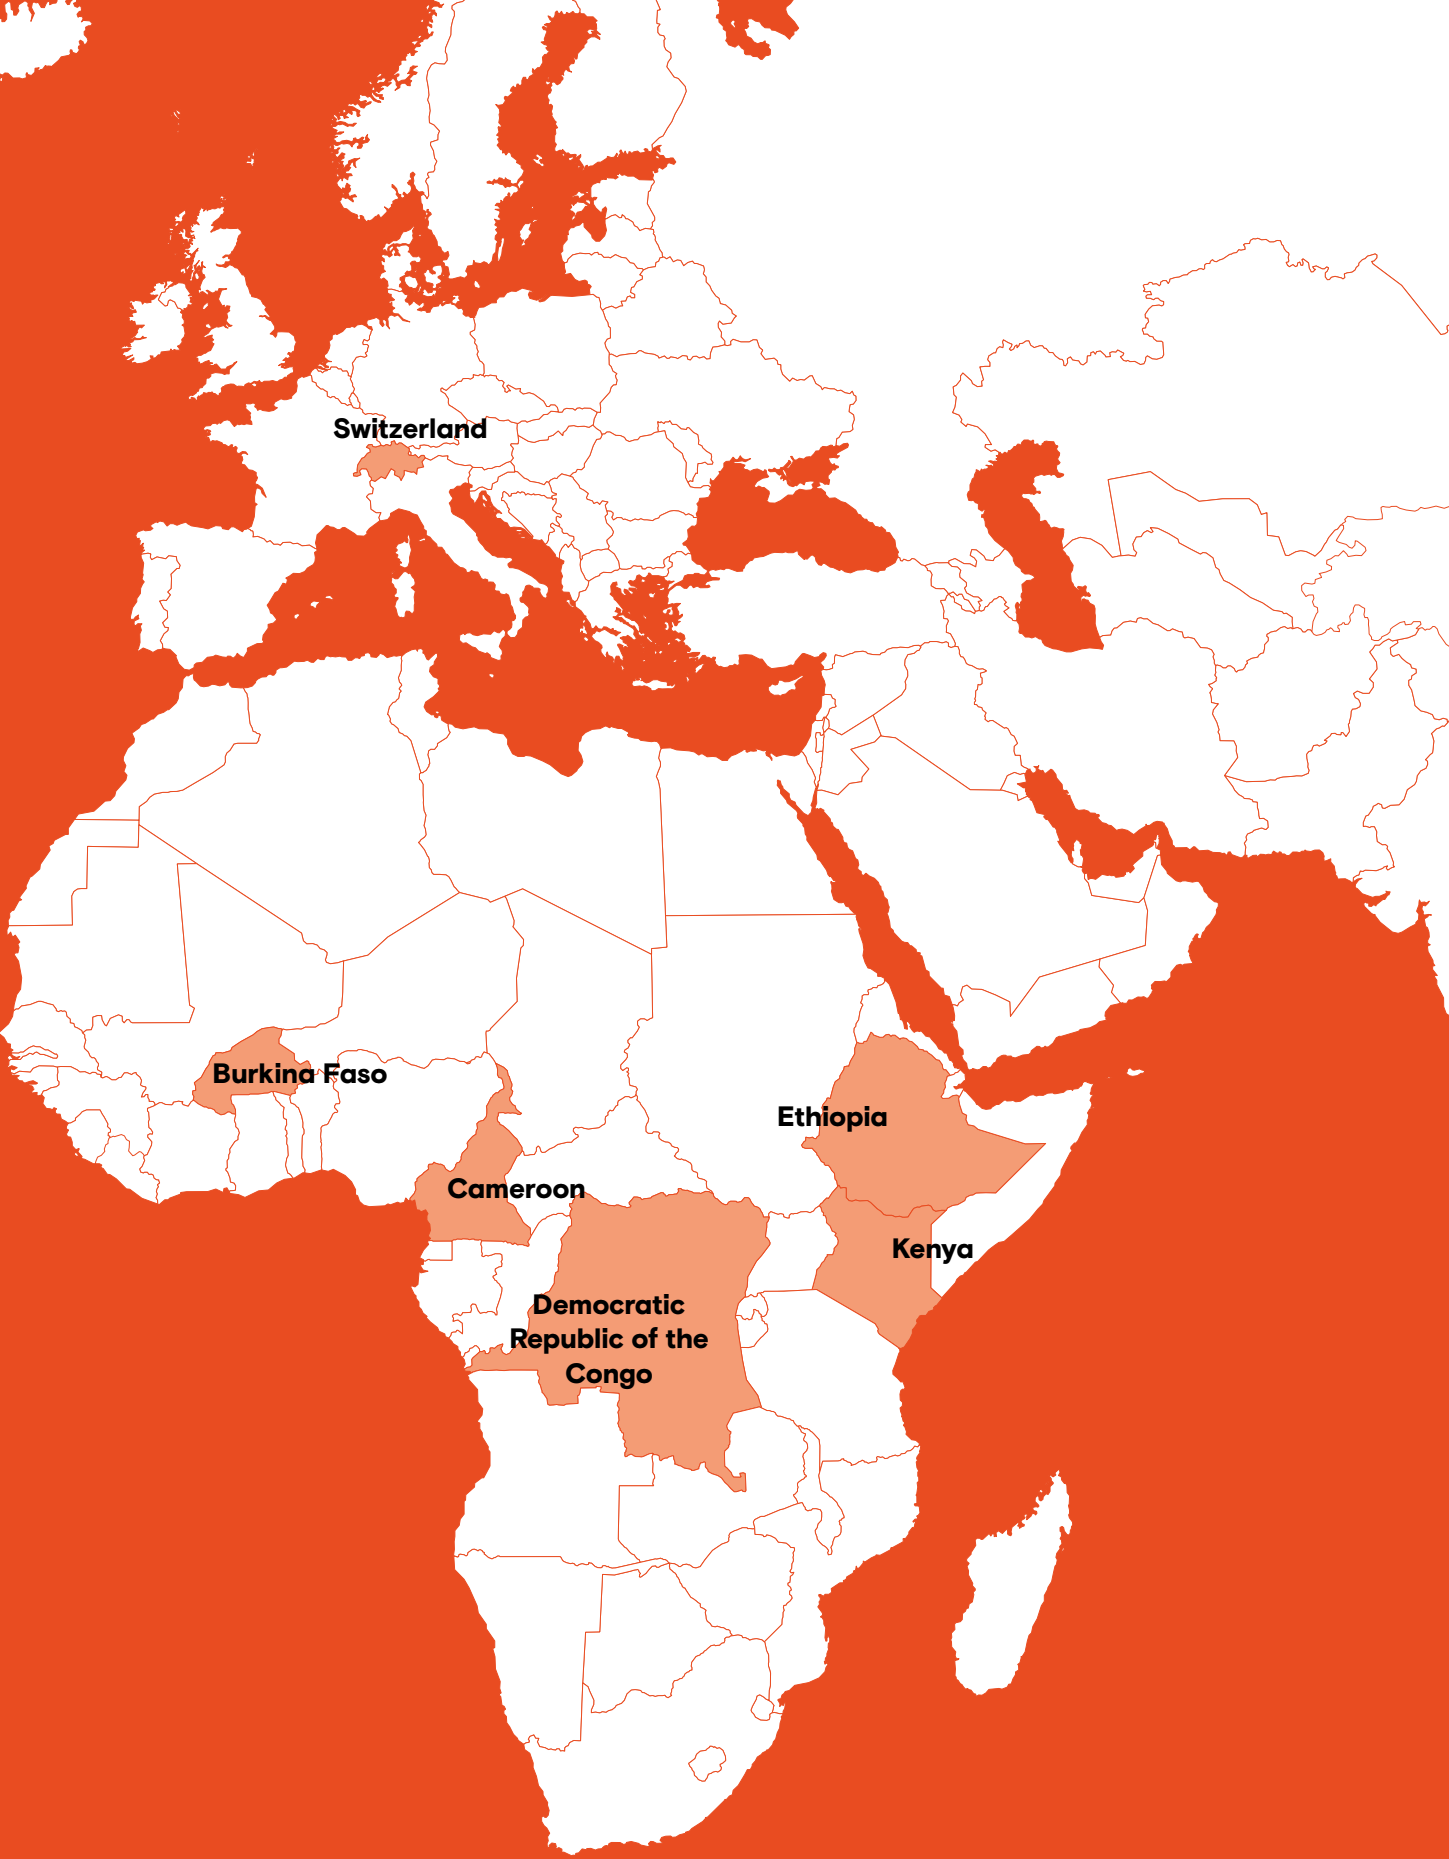 Switzerland
Burkina Faso
Ethiopia
Cameroon
Kenya
Democratic
Republic of the
Congo